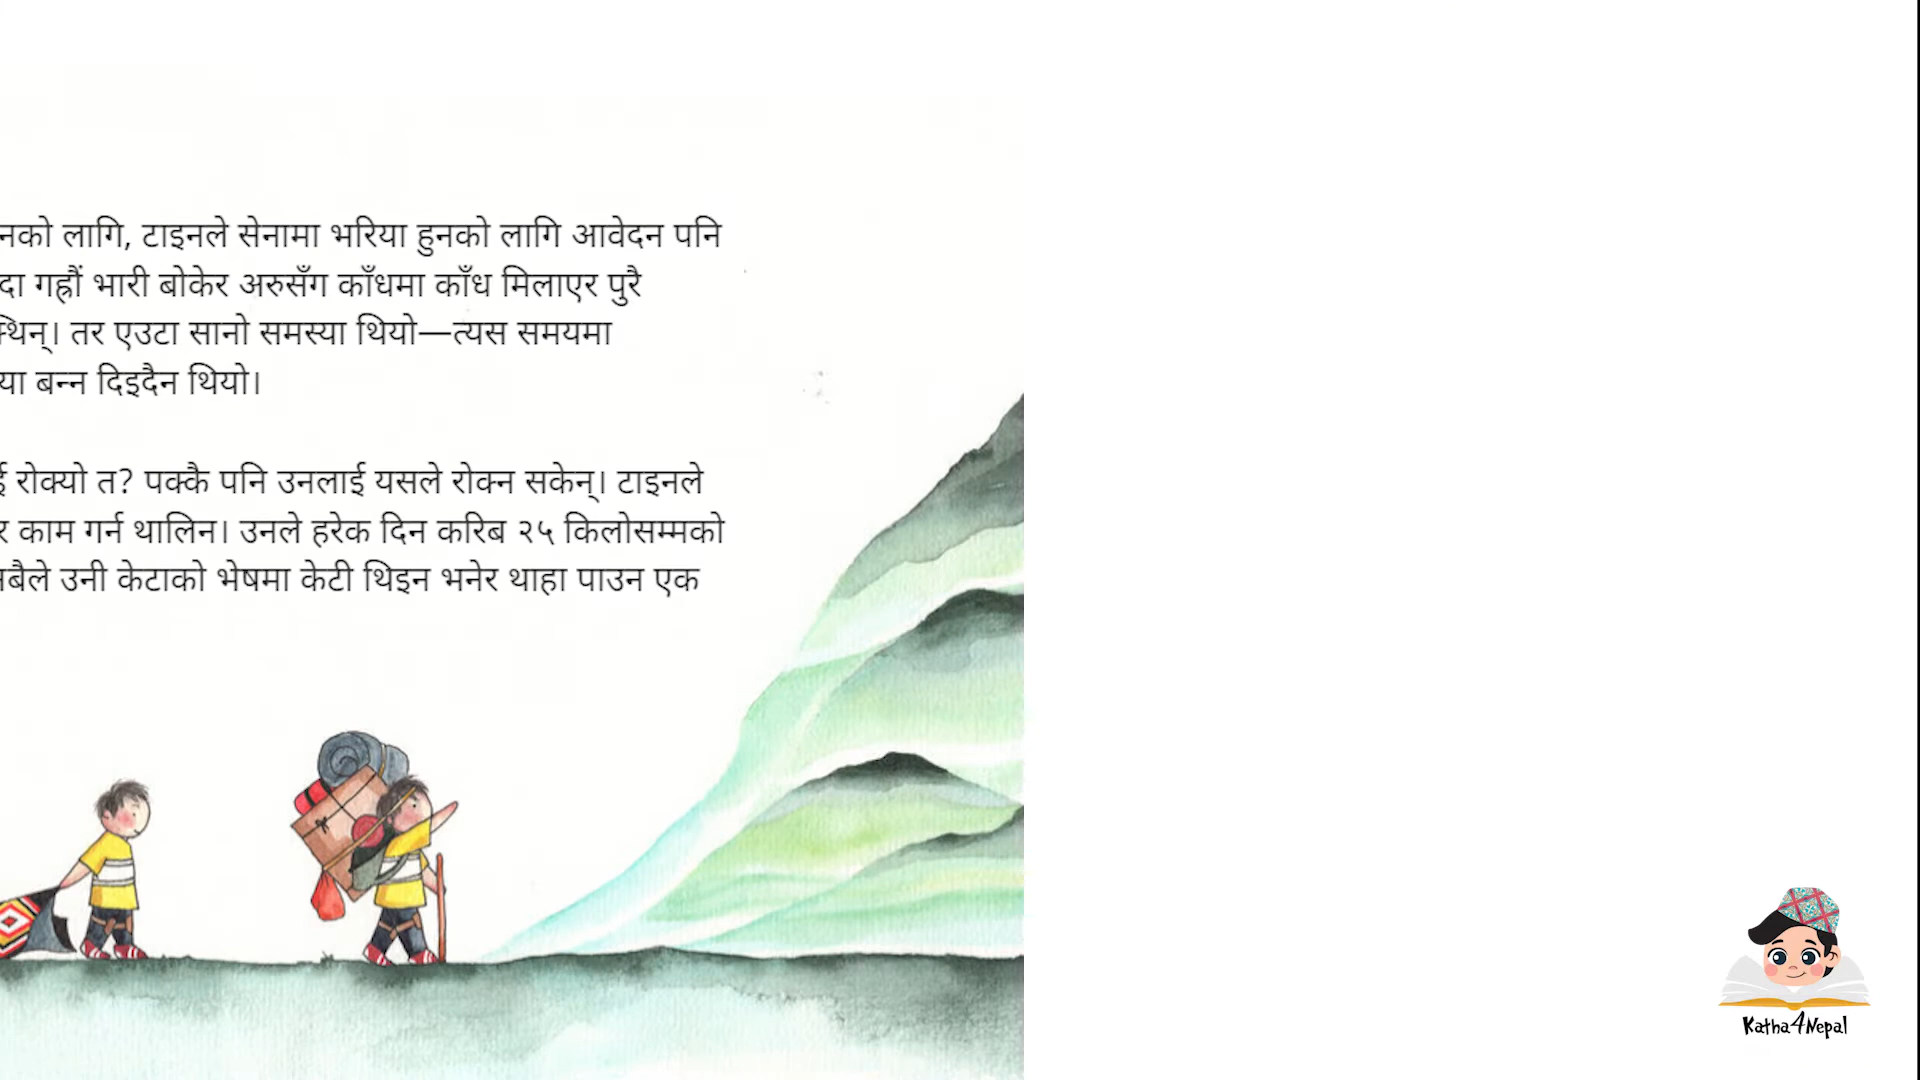 नको लागि, टाइनले सेनामा भरिया हुनको लागि आवेदन पनि
दा गह्रौं भारी बोकेर अरुसँग काँधमा काँध मिलाएर पुरै
थिन्। तर एउटा सानो समस्या थियो—त्यस समयमा
या बन्न दिइदैन थियो।
ई रोक्यो त? पक्कै पनि उनलाई यसले रोक्न सकेन्। टाइनले
र काम गर्न थालिन। उनले हरेक दिन करिब २५ किलोसम्मको
बैले उनी केटाको भेषमा केटी थिइन भनेर थाहा पाउन एक
Katha4Nepal